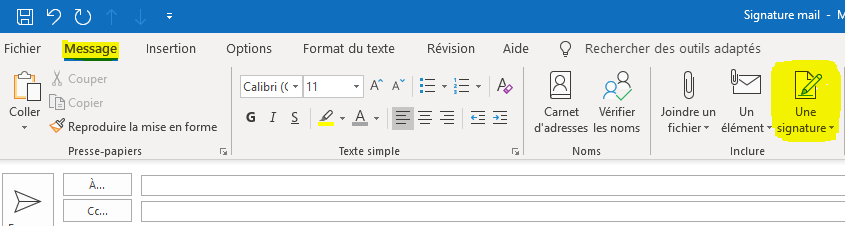 Signature mail -
Fichier Message Insertion Options Format du texte Révision Aide Rechercher des outils adaptés
Coller
Couper
Copier
Reproduire la mise en forme
Presse-papiers
Calibri (C 11
G I S
Texte simple
Carnet
d'adresses
Vérifier
les noms
Noms
Joindre un
fichier
Un
élément
Une
signature
Inclure
À...
Cc...